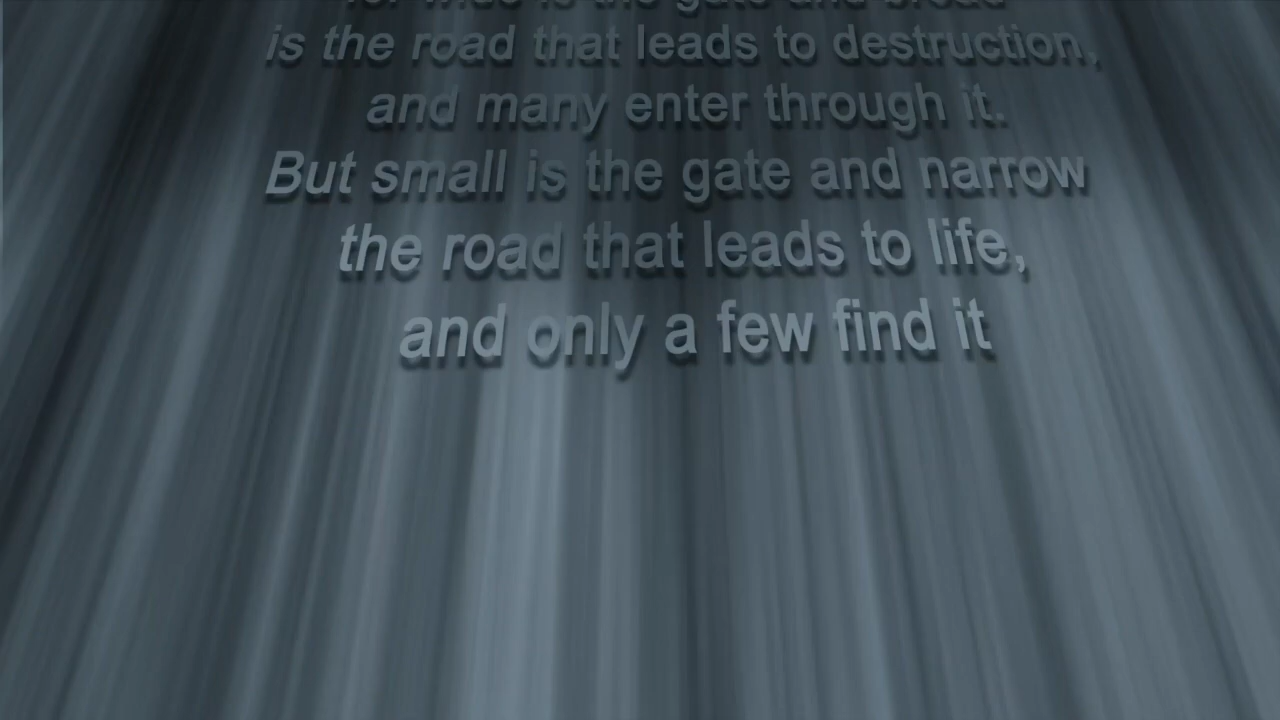 for wide is the gate and broad
is the road that leads to destruction,
and many enter through it.
But small is the gate and narrow
the road that leads to life,
and only a few find it